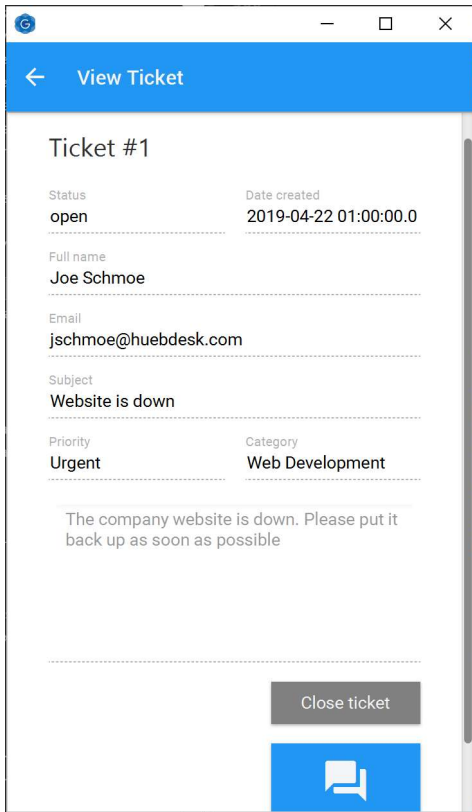 G
View Ticket
Ticket #1
Status
Date created
open
2019-04-22 01:00:00.0
Full name
Joe Schmoe
Email
jschmoe@huebdesk.com
Subject
Website is down
Priority
Category
Urgent
Web Development
The company website is down. Please put it
back up as soon as possible
Close ticket